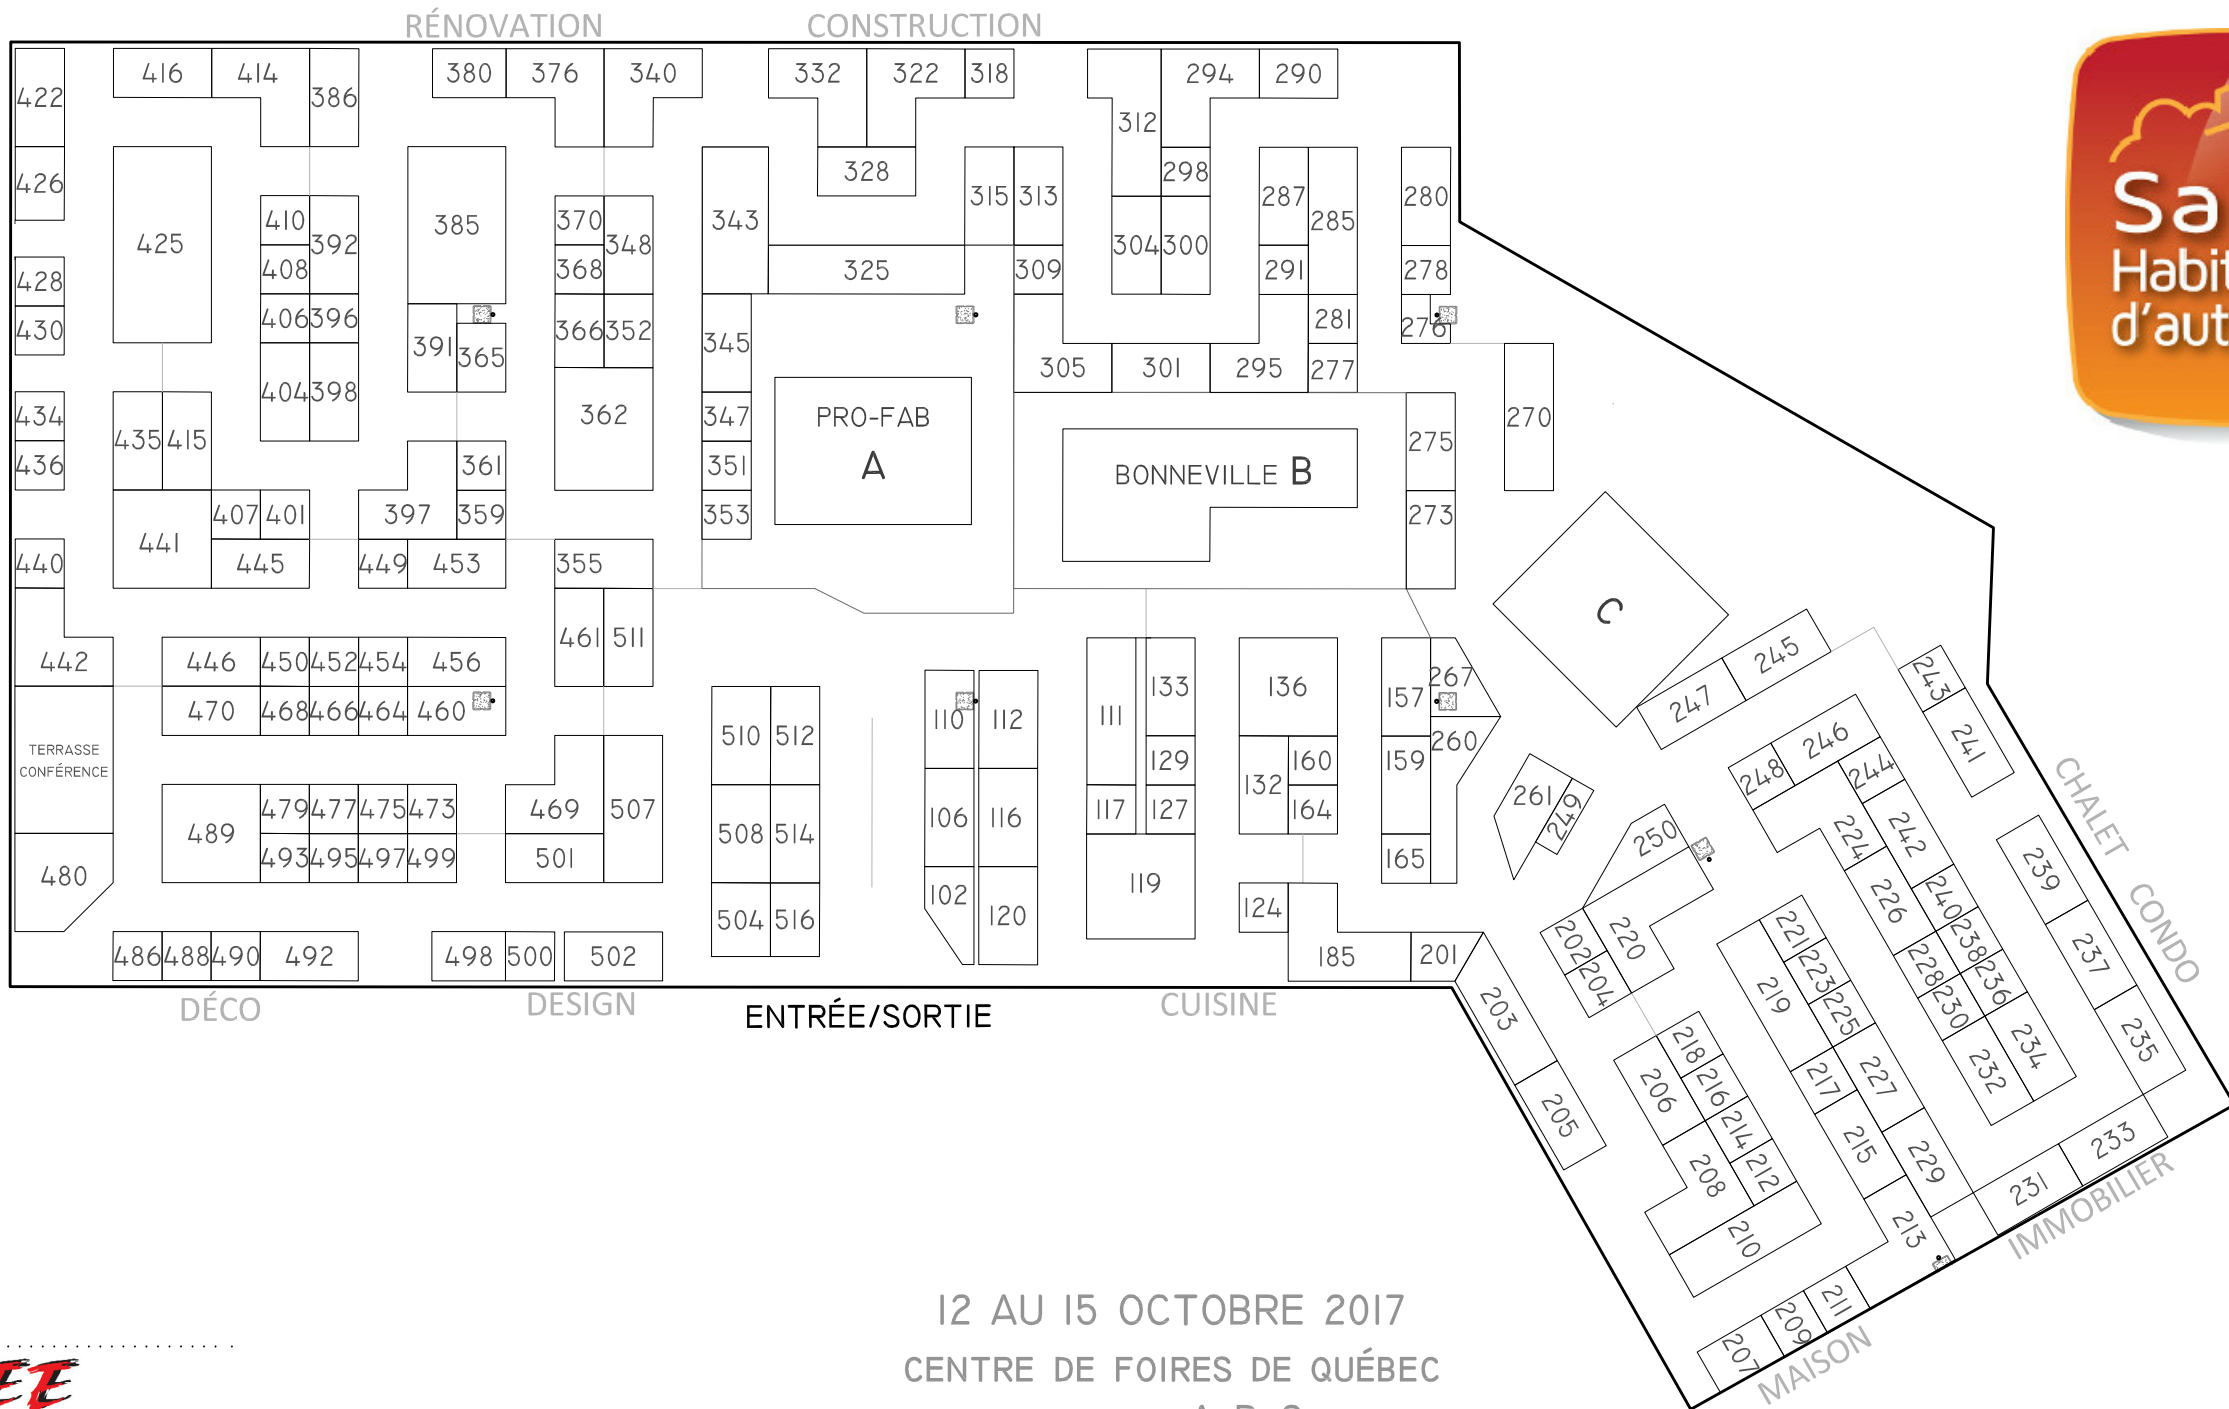 RÉNOVATION CONSTRUCTION
422 416 414 386 380 376 340 332 322 318 312 294 290
426 425 410 392 385 370 348 343 328 315 313 298 287 285 280
408 368 325 309 304 300 291 278
428 430 406 396 391 365 366 352 345 281 276
404 398 362 305 301 295 277 270
434 435 415 347 275
436 361 351
PRO-FAB
A
BONNEVILLE B
441 407 401 397 359 353 273
440 445 449 453 355
C
442 446 450 452 454 456 461 511 111 133 136 157 267
470 468 466 464 460 510 512 110 112 129 160 159 260
TERRASSE
CONFÉRENCE
489 479 477 475 473 469 507 508 514 106 116 117 127 132 164
493 495 497 499 501 165
480 504 516 102 120 119 124
486 488 490 492 498 500 502 185 201
247 245 243 241
248 246 244 242
261 249 250 224 226 240 238 236 234
228 230 232
239 237 235
202 204 220
221 223 225 219 217 227 215 229 213
203 205
218 216 214 212 206 208 210
231 233
207 209 211
DÉCO DESIGN ENTRÉE/SORTIE CUISINE
CHALET CONDO
IMMOBILIER
MAISON
Sa
Habit
d'aut
12 AU 15 OCTOBRE 2017
CENTRE DE FOIRES DE QUÉBEC